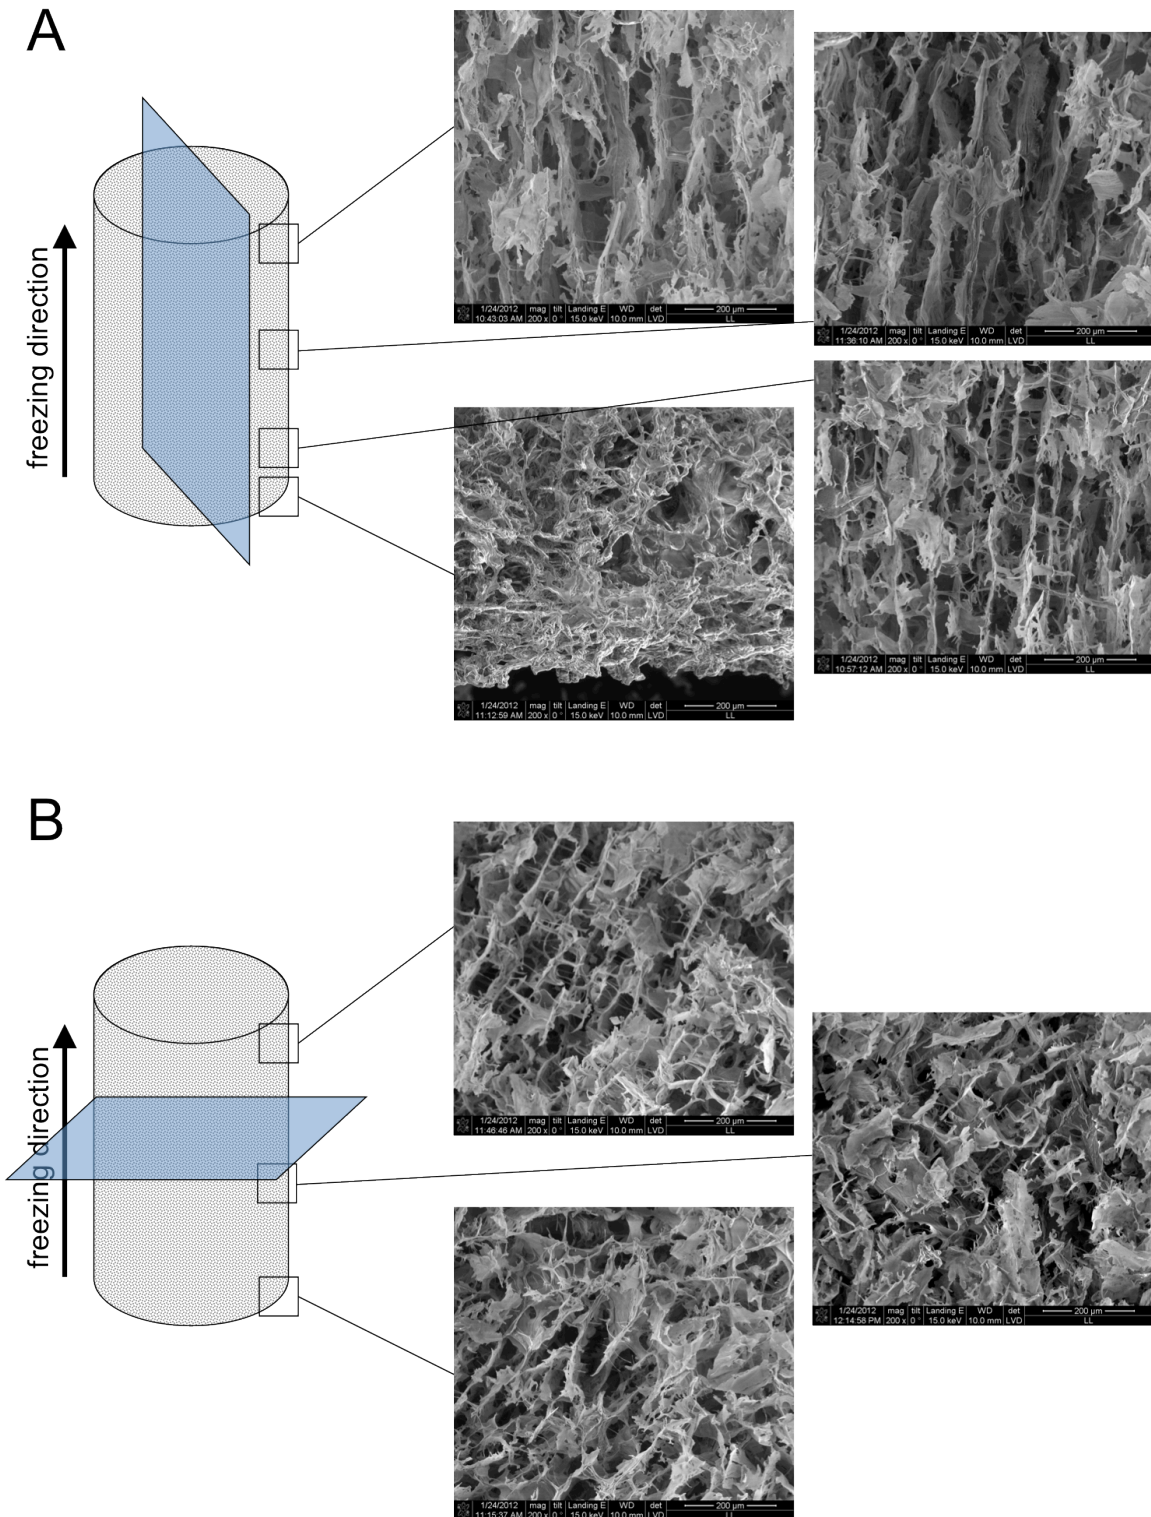 A
freezing direction
1/24/2012 mag tilt Landing E WD det 200 µm
10:43:03 AM 200 x 0° 15.0 keV 10.0 mm LVD LL
1/24/2012 mag tilt Landing E WD det 200 µm
11:36:10 AM 200 x 0° 15.0 keV 10.0 mm LVD LL
1/24/2012 mag tilt Landing E WD det 200 µm
10:57:12 AM 200 x 0° 15.0 keV 10.0 mm LVD LL
1/24/2012 mag tilt Landing E WD det 200 µm
11:12:59 AM 200 x 0° 15.0 keV 10.0 mm LVD LL
B
freezing direction
1/24/2012 mag tilt Landing E WD det 200 µm
11:46:46 AM 200 x 0° 15.0 keV 10.0 mm LVD LL
1/24/2012 mag tilt Landing E WD det 200 µm
12:14:58 PM 200 x 0° 15.0 keV 10.0 mm LVD LL
1/24/2012 mag tilt Landing E WD det 200 µm
11:15:37 AM 200 x 0° 15.0 keV 10.0 mm LVD LL